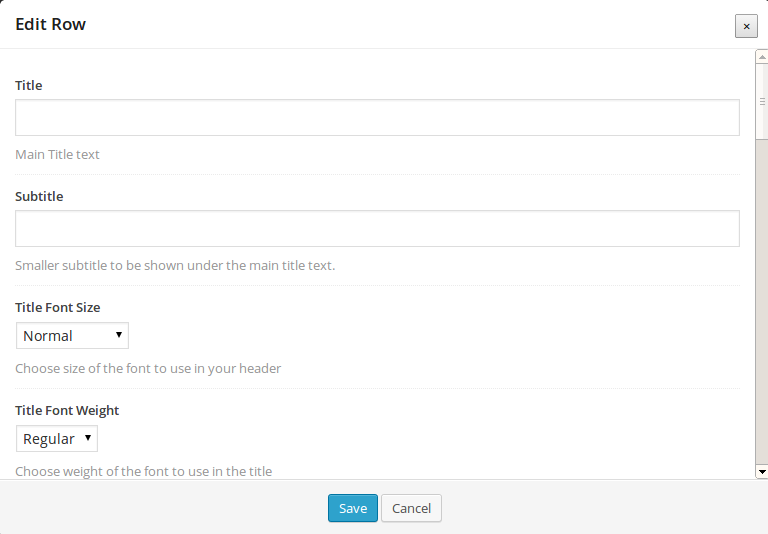 Edit Row
×
Title
Main Title text
Subtitle
Smaller subtitle to be shown under the main title text.
Title Font Size
Normal
Choose size of the font to use in your header
Title Font Weight
Regular
Choose weight of the font to use in the title
Save Cancel